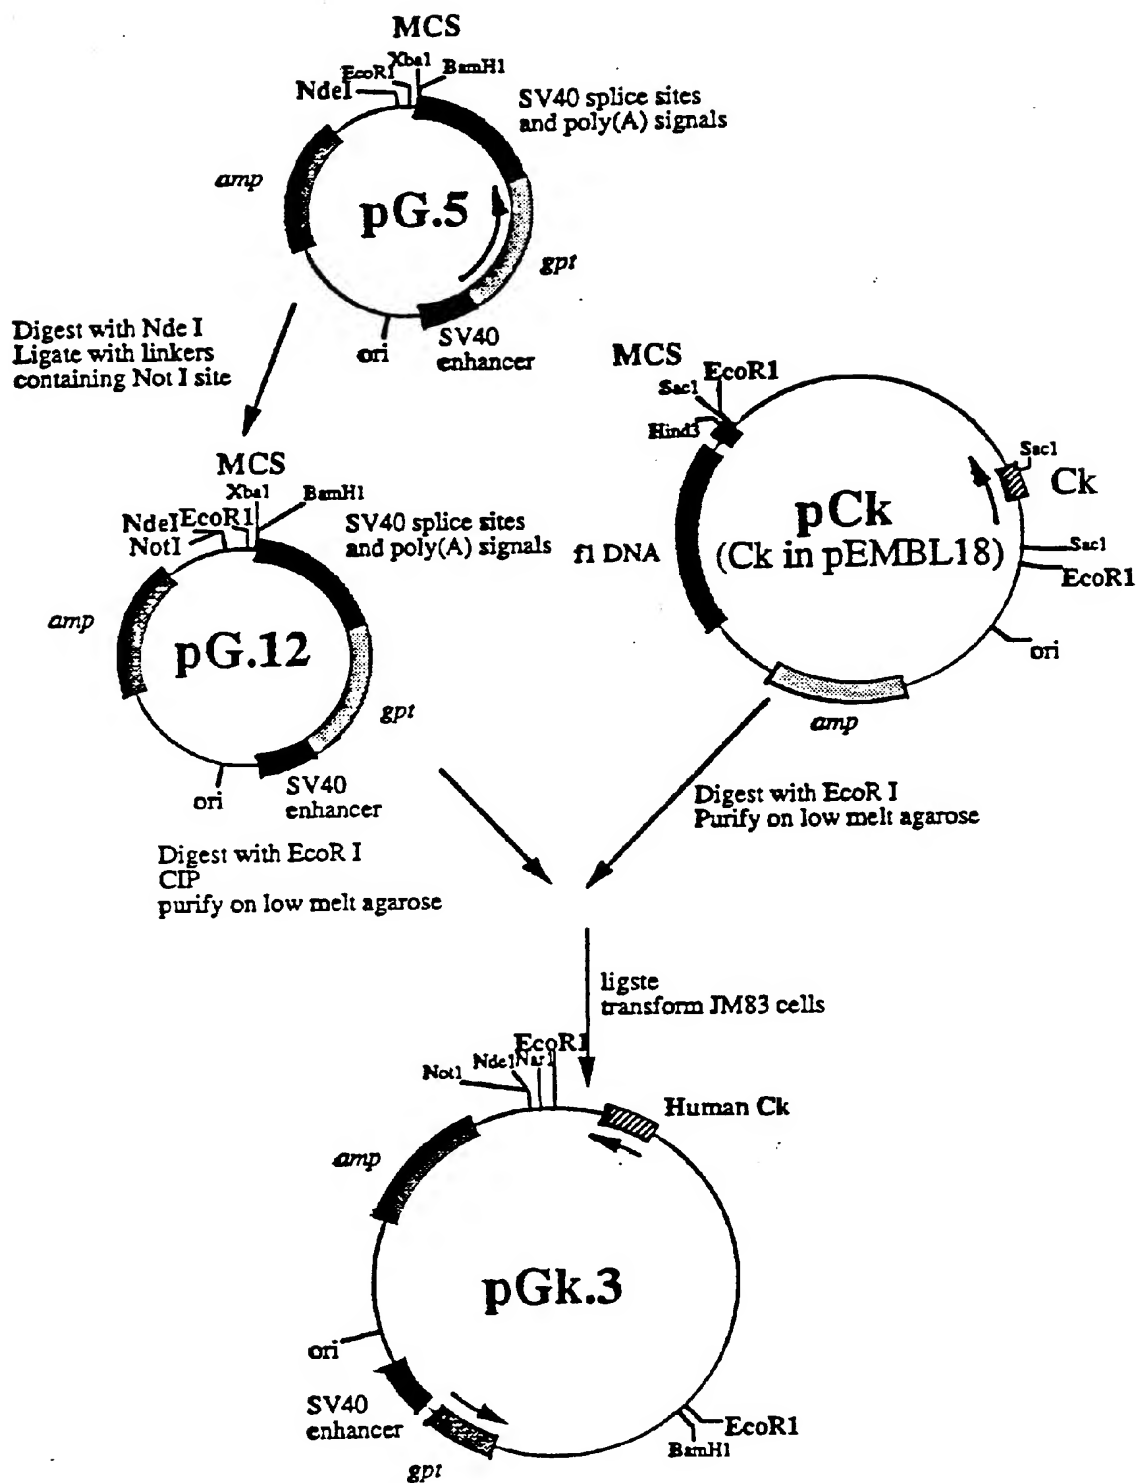 MCS
Xba1
EcoR1
BamH1
NdeI
SV40 splice sites
and poly(A) signals
amp
pG.5
gpt
SV40
enhancer
ori
Digest with Nde I
Ligate with linkers
containing Not I site
MCS
EcoR1
Sac1
Hind3
Sac1
Ck
pCk
(Ck in pEMBL18)
f1 DNA
Sac1
EcoR1
ori
amp
MCS
Xba1
BamH1
NdeI
EcoR1
Not1
SV40 splice sites
and poly(A) signals
amp
pG.12
gpt
SV40
enhancer
ori
Digest with EcoR I
CIP
purify on low melt agarose
Digest with EcoR I
Purify on low melt agarose
ligste
transform JM83 cells
EcoR1
Nde1
Nar1
Not1
Human Ck
amp
pGk.3
ori
SV40
enhancer
gpt
EcoR1
BamH1